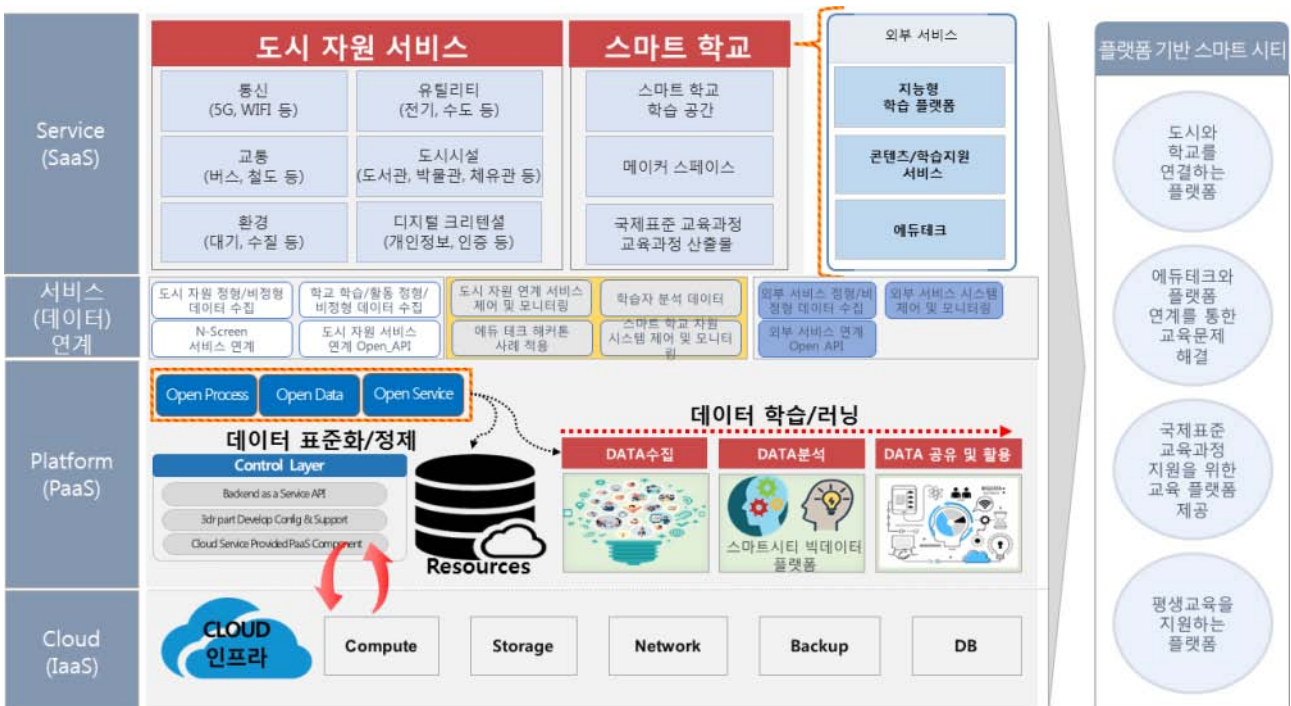 Service
(SaaS)
도시 자원 서비스
통신
(5G, WIFI 등)
유틸리티
(전기, 수도 등)
교통
(버스, 철도 등)
도시시설
(도서관, 박물관, 체육관 등)
환경
(대기, 수질 등)
디지털 크리텐셜
(개인정보, 인증 등)
스마트 학교
스마트 학교
학습 공간
메이커 스페이스
국제표준 교육과정
교육과정 산출물
외부 서비스
지능형
학습 플랫폼
콘텐츠/학습지원
서비스
에듀테크
서비스
(데이터)
연계
도시 자원 정형/비정형
데이터 수집
학교 학습/활동 정형/
비정형 데이터 수집
N-Screen
서비스 연계
도시 자원 서비스
연계 Open_API
도시 자원 연계 서비스
제어 및 모니터링
학습자 분석 데이터
에듀 테크 해커톤
사례 적용
스마트 학교 자원
시스템 제어 및 모니터
링
외부 서비스 정형/비
정형 데이터 수집
외부 서비스 시스템
제어 및 모니터링
외부 서비스 연계
Open API
Platform
(PaaS)
Open Process
Open Data
Open Service
데이터 표준화/정제
Control Layer
Backend as a Service API
3dr part Develop Config & Support
Cloud Service Provided PaaS Component
Resources
데이터 학습/러닝
DATA수집
DATA분석
DATA 공유 및 활용
스마트시티 빅데이터
플랫폼
Cloud
(IaaS)
CLOUD
인프라
Compute
Storage
Network
Backup
DB
플랫폼 기반 스마트 시티
도시와
학교를
연결하는
플랫폼
에듀테크와
플랫폼
연계를 통한
교육문제
해결
국제표준
교육과정
지원을 위한
교육 플랫폼
제공
평생교육을
지원하는
플랫폼